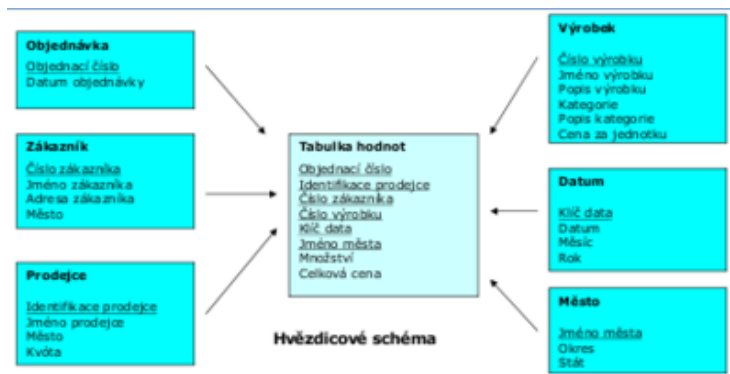 Objednávka
Objednací číslo
Datum objednávky
Zákazník
Číslo zákazníka
Jméno zákazníka
Adresa zákazníka
Město
Prodejce
Identifikace prodejce
Jméno prodejce
Město
Kvóta
Tabulka hodnot
Objednací číslo
Identifikace prodejce
Číslo zákazníka
Číslo výrobku
Klíč data
Jméno města
Množství
Celková cena
Hvězdicové schéma
Výrobek
Číslo výrobku
Jméno výrobku
Popis výrobku
Kategorie
Popis kategorie
Cena za jednotku
Datum
Klíč data
Datum
Měsíc
Rok
Město
Jméno města
Okres
Stát